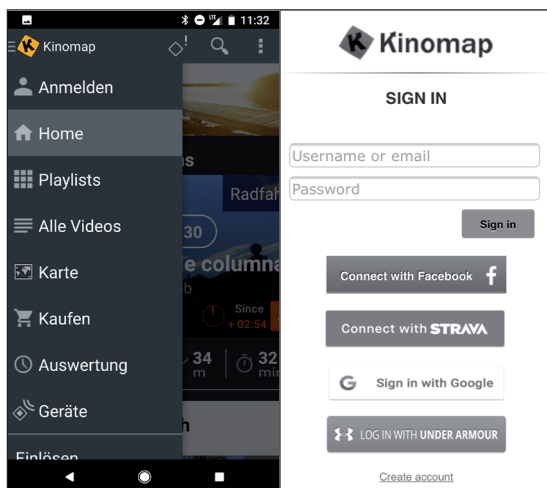 11:32
Kinomap
Anmelden
Home
Playlists
Alle Videos
Karte
Kaufen
Auswertung
Geräte
Einlösen
Radfah
30
e columna
Since
+ 02:54
34
m
32
min
Kinomap
SIGN IN
Username or email
Password
Sign in
Connect with Facebook
Connect with STRAVA
G Sign in with Google
LOG IN WITH UNDER ARMOUR
Create account